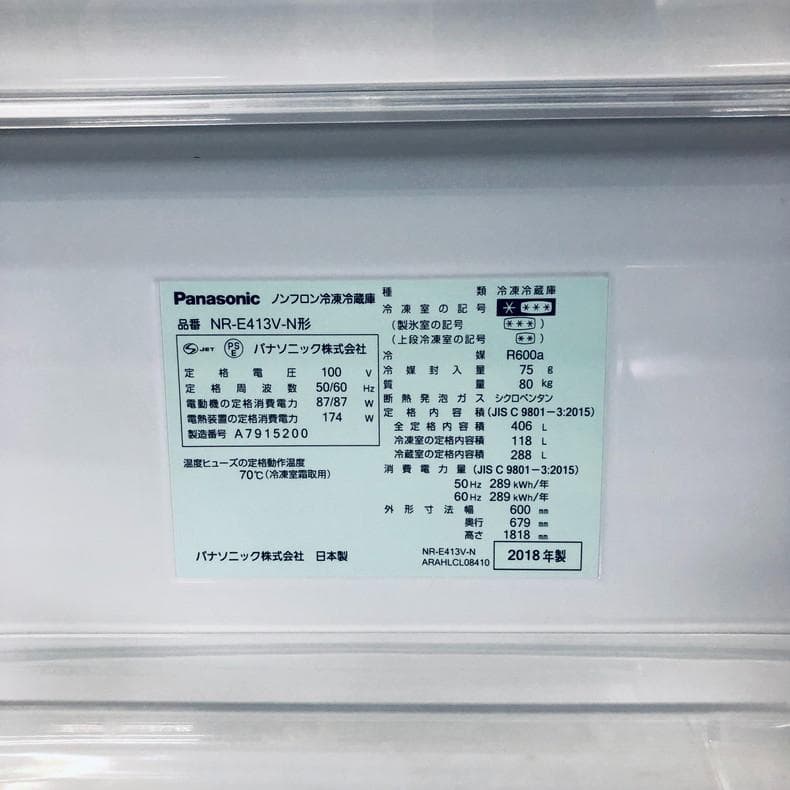 Panasonic ノンフロン冷凍冷蔵庫
品番 NR-E413V-N形
S JET PSE パナソニック株式会社
定格電圧 100 V
定格周波数 50/60 Hz
電動機の定格消費電力 87/87 W
電熱装置の定格消費電力 174 W
製造番号 A7915200
温度ヒューズの定格動作温度
70℃(冷凍室霜取用)
パナソニック株式会社 日本製
種類 冷凍冷蔵庫
冷凍室の記号 * ***
(製氷室の記号 *** )
(上段冷凍室の記号 ** )
冷媒 R600a
冷媒封入量 75 g
質量 80 kg
断熱発泡ガス シクロペンタン
定格内容積 (JIS C 9801-3:2015)
全定格内容積 406 L
冷凍室の定格内容積 118 L
冷蔵室の定格内容積 288 L
消費電力量 (JIS C 9801-3:2015)
50Hz 289 kWh/年
60Hz 289 kWh/年
外形寸法 幅 600 mm
奥行 679 mm
高さ 1818 mm
NR-E413V-N
ARAHLCL08410
2018年製